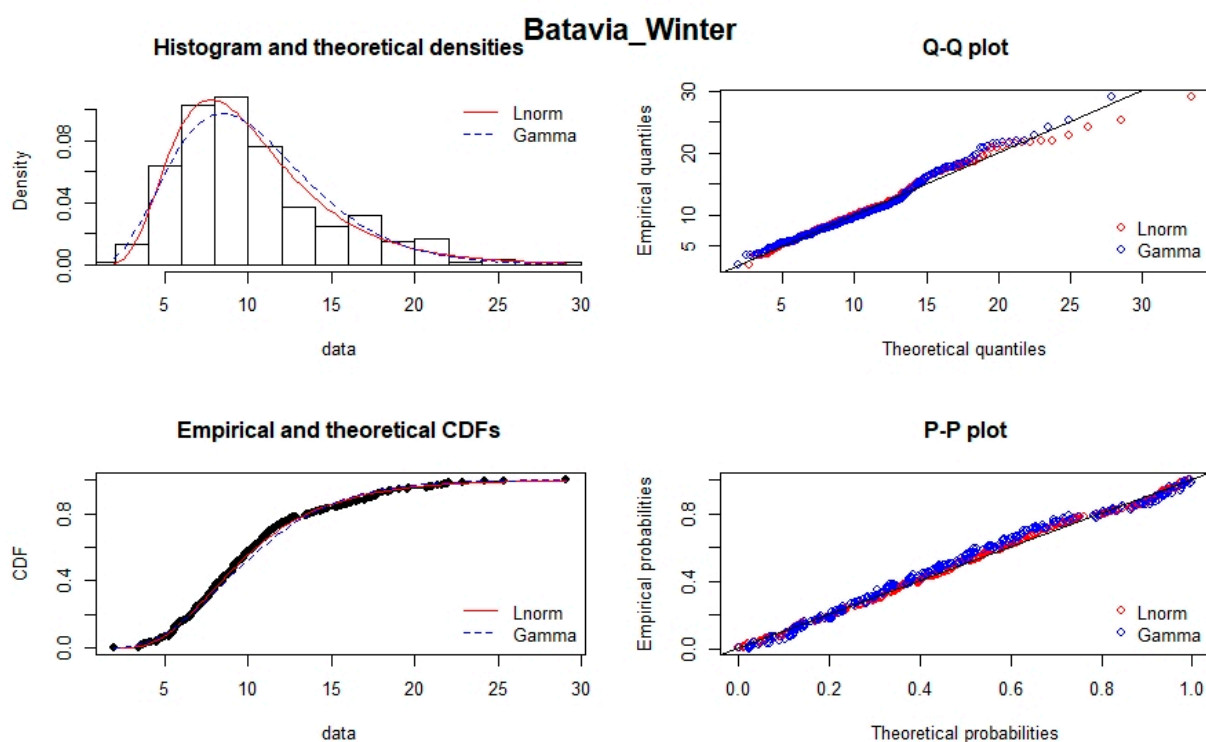 Batavia_Winter
Histogram and theoretical densities
Density
0.00 0.04 0.08
Lnorm
Gamma
5 10 15 20 25 30
data
Q-Q plot
Empirical quantiles
5 10 20 30
Lnorm
Gamma
5 10 15 20 25 30
Theoretical quantiles
Empirical and theoretical CDFs
CDF
0.0 0.4 0.8
Lnorm
Gamma
5 10 15 20 25 30
data
P-P plot
Empirical probabilities
0.0 0.4 0.8
Lnorm
Gamma
0.0 0.2 0.4 0.6 0.8 1.0
Theoretical probabilities